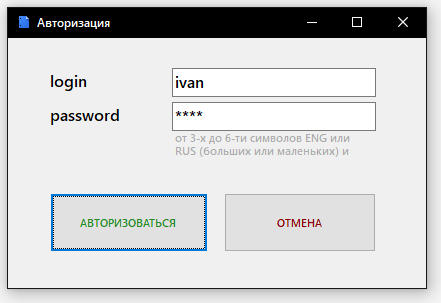 Авторизация
login
ivan
password
****
от 3-х до 6-ти символов ENG или
RUS (больших или маленьких) и
АВТОРИЗОВАТЬСЯ
ОТМЕНА